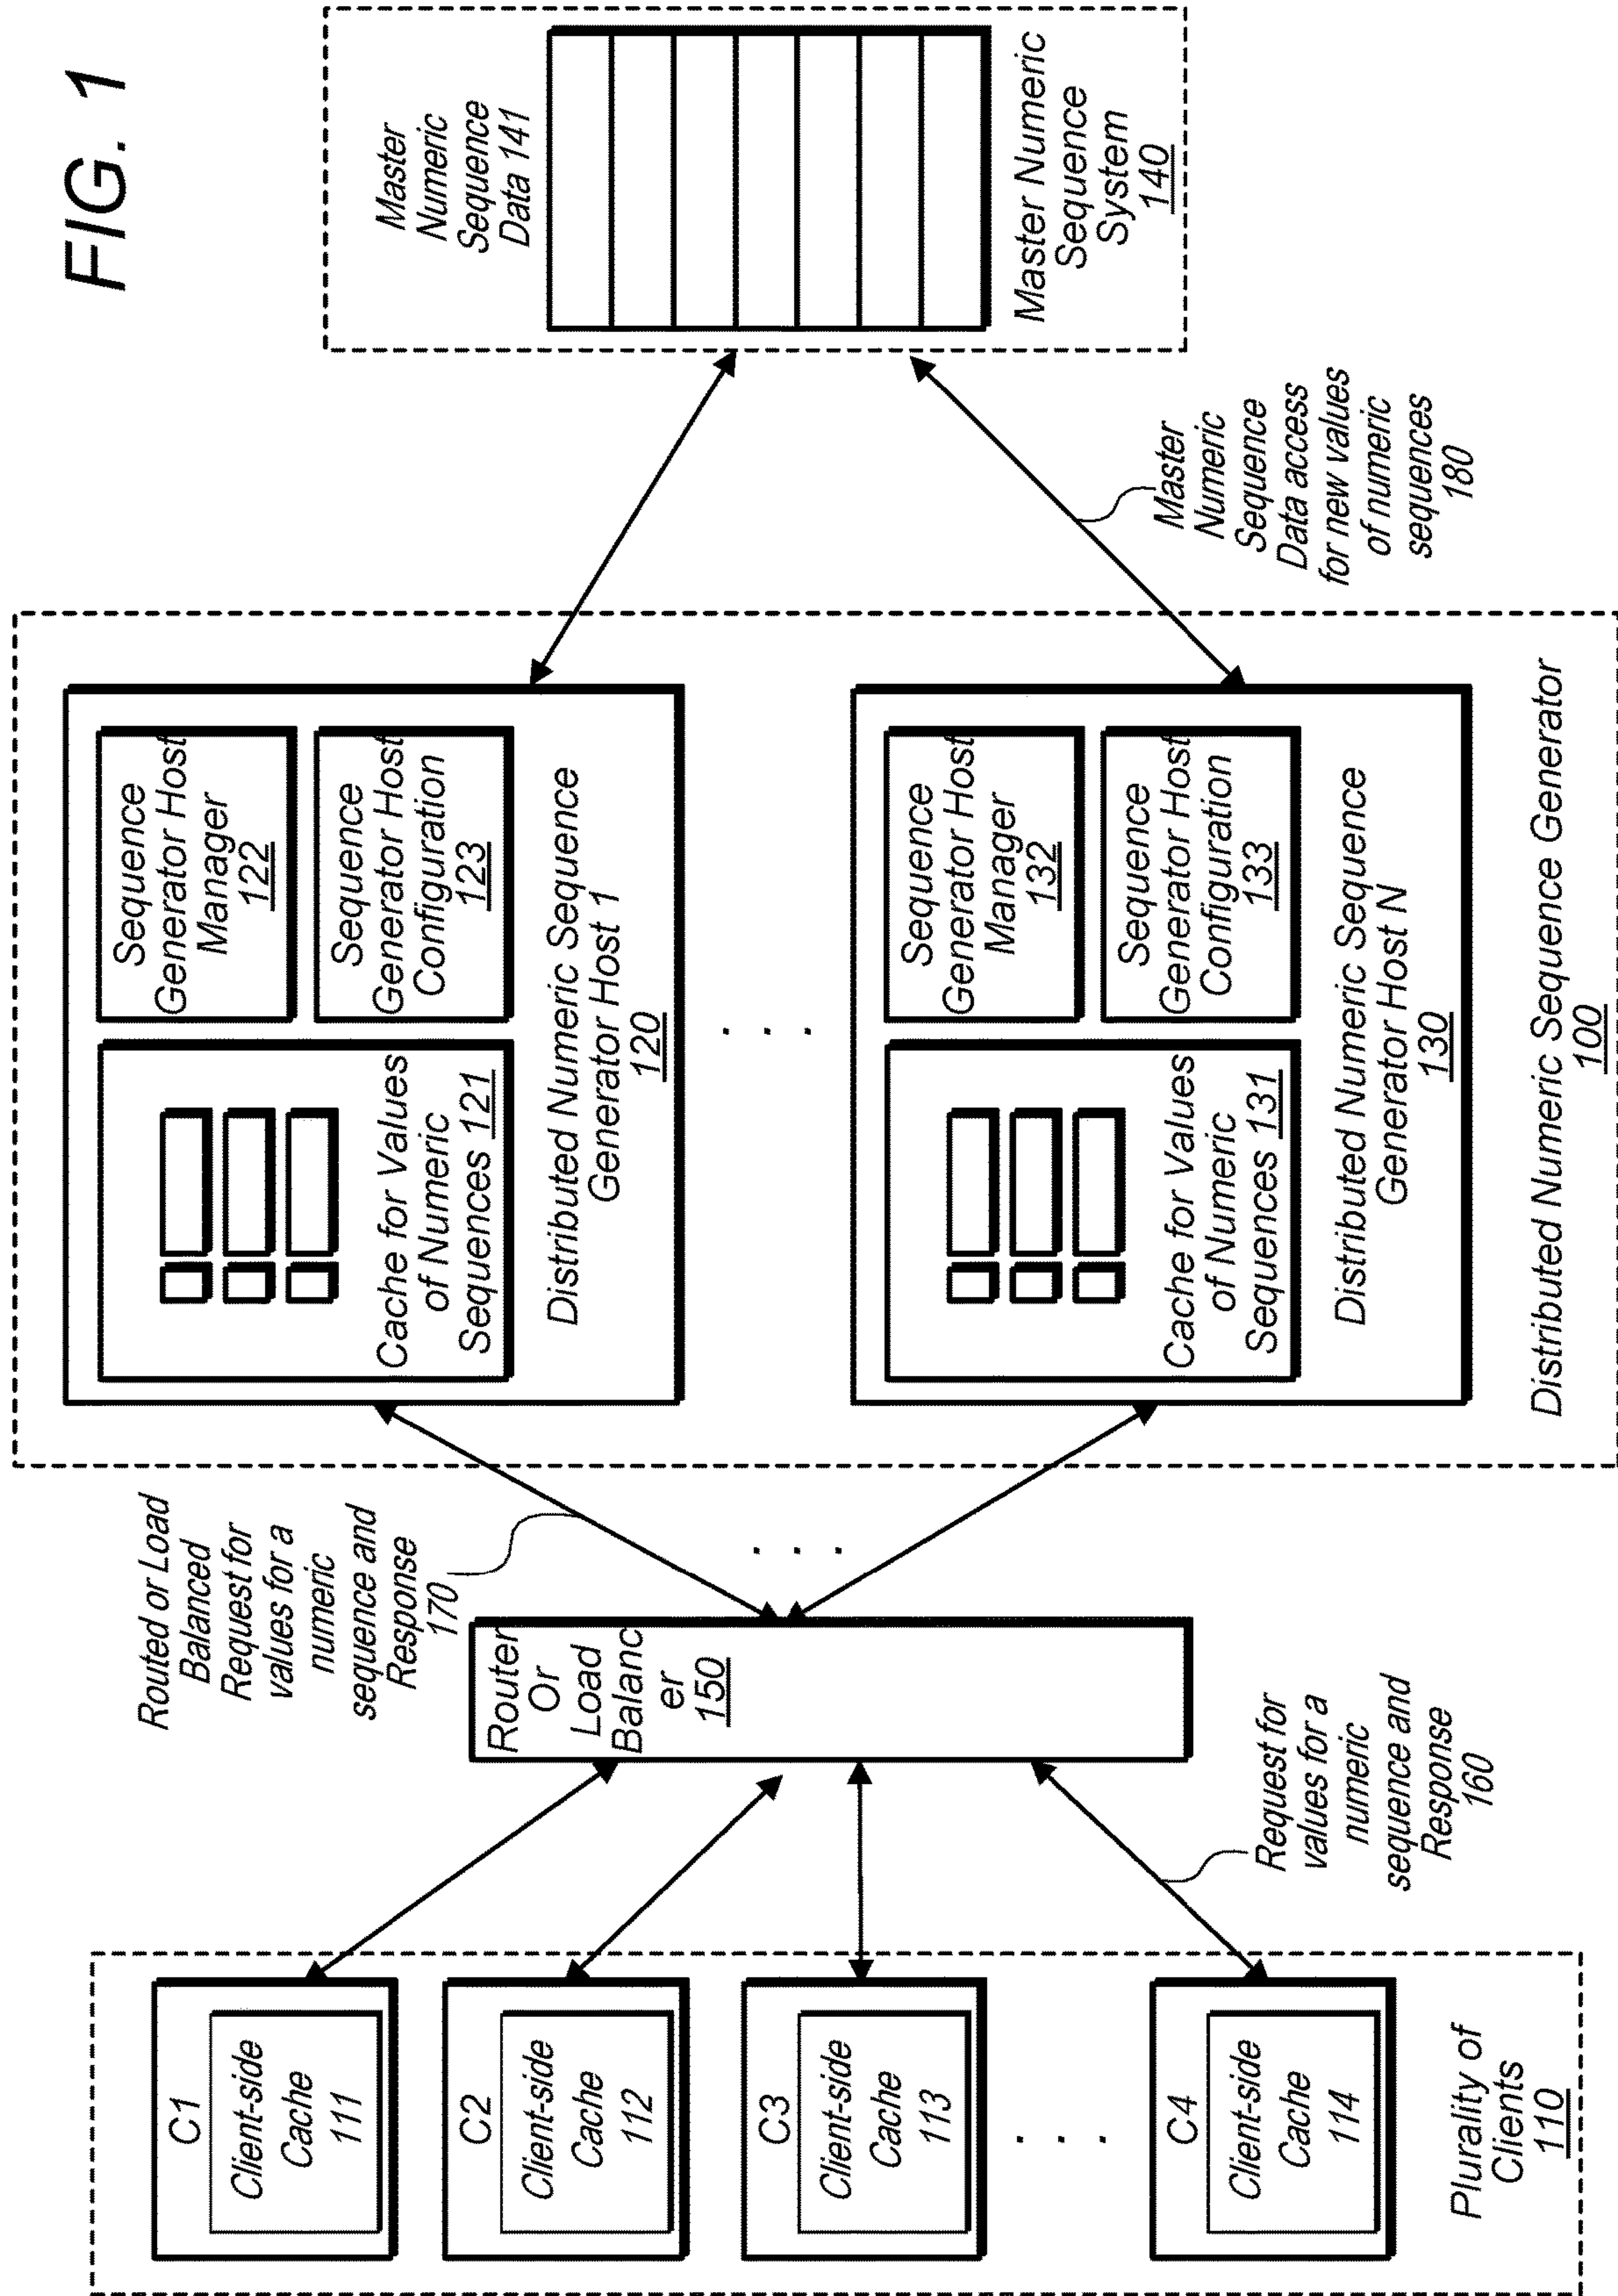 FIG. 1
C1
Client-side
Cache
111
C2
Client-side
Cache
112
C3
Client-side
Cache
113
. . .
C4
Client-side
Cache
114
Plurality of
Clients
110
Request for
values for a
numeric
sequence and
Response
160
Router
Or
Load
Balanc
er
150
Routed or Load
Balanced
Request for
values for a
numeric
sequence and
Response
170
. . .
Cache for Values
of Numeric
Sequences 121
Sequence
Generator Host
Manager
122
Sequence
Generator Host
Configuration
123
Distributed Numeric Sequence
Generator Host 1
120
. . .
Cache for Values
of Numeric
Sequences 131
Sequence
Generator Host
Manager
132
Sequence
Generator Host
Configuration
133
Distributed Numeric Sequence
Generator Host N
130
Distributed Numeric Sequence Generator
100
Master
Numeric
Sequence
Data access
for new values
of numeric
sequences
180
Master
Numeric
Sequence
Data 141
Master Numeric
Sequence
System
140